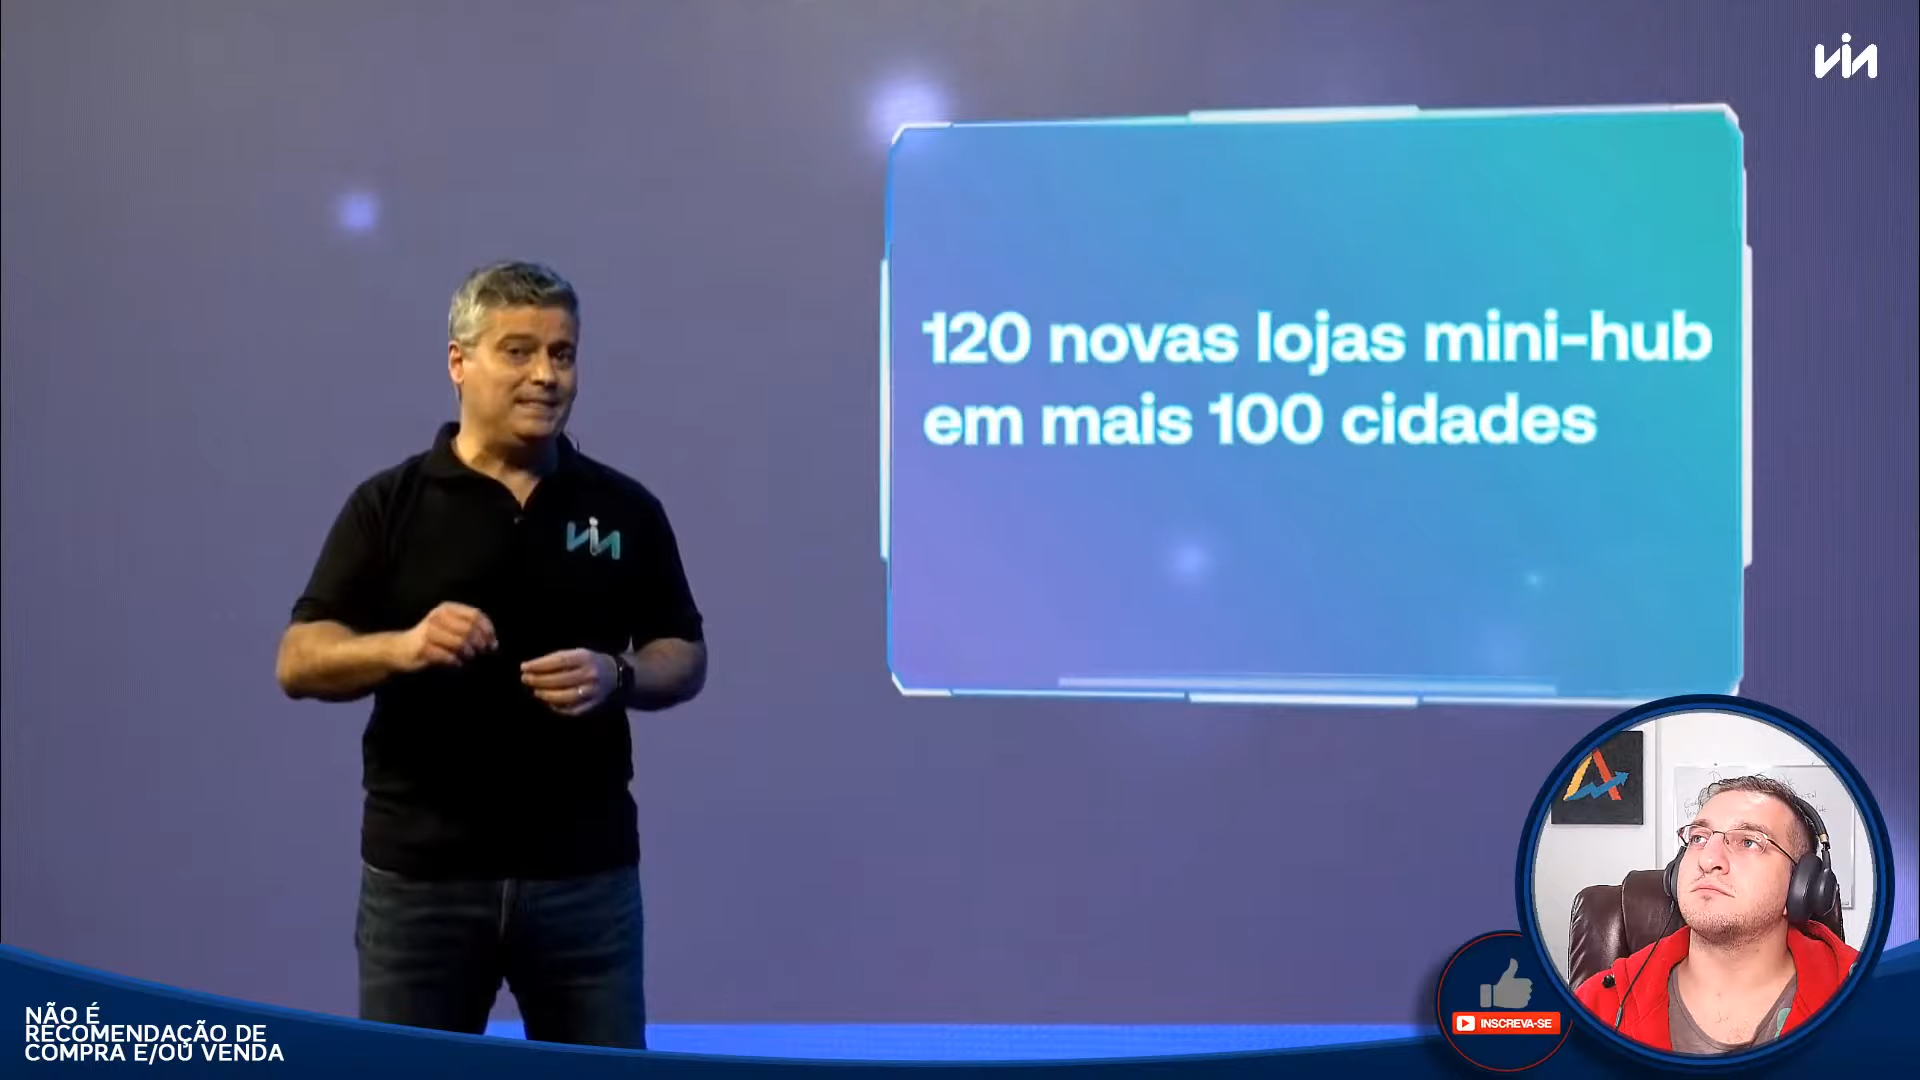 via
120 novas lojas mini-hub
em mais 100 cidades
via
NÃO É
RECOMENDAÇÃO DE
COMPRA E/OU VENDA
INSCREVA-SE